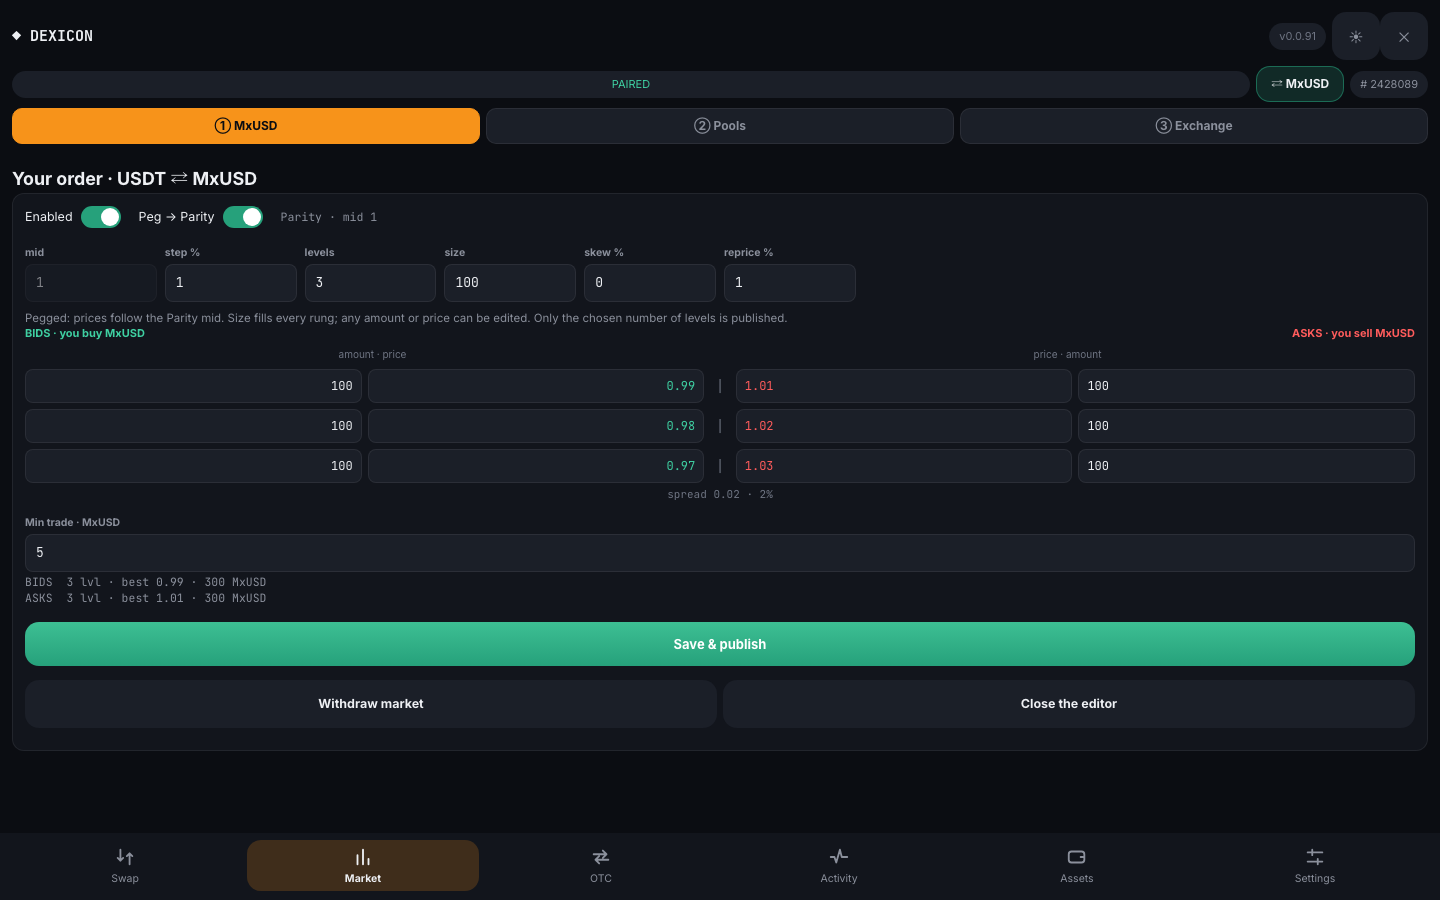 ◆ DEXICON
v0.0.91
PAIRED
⇄ MxUSD
# 2428089
① MxUSD
② Pools
③ Exchange
Your order · USDT ⇄ MxUSD
Enabled
Peg → Parity
Parity · mid 1
mid step % levels size skew % reprice %
1 1 3 100 0 1
Pegged: prices follow the Parity mid. Size fills every rung; any amount or price can be edited. Only the chosen number of levels is published.
BIDS · you buy MxUSD
ASKS · you sell MxUSD
amount · price
price · amount
100 0.99 | 1.01 100
100 0.98 | 1.02 100
100 0.97 | 1.03 100
spread 0.02 · 2%
Min trade · MxUSD
5
BIDS 3 lvl · best 0.99 · 300 MxUSD
ASKS 3 lvl · best 1.01 · 300 MxUSD
Save & publish
Withdraw market
Close the editor
Swap
Market
OTC
Activity
Assets
Settings